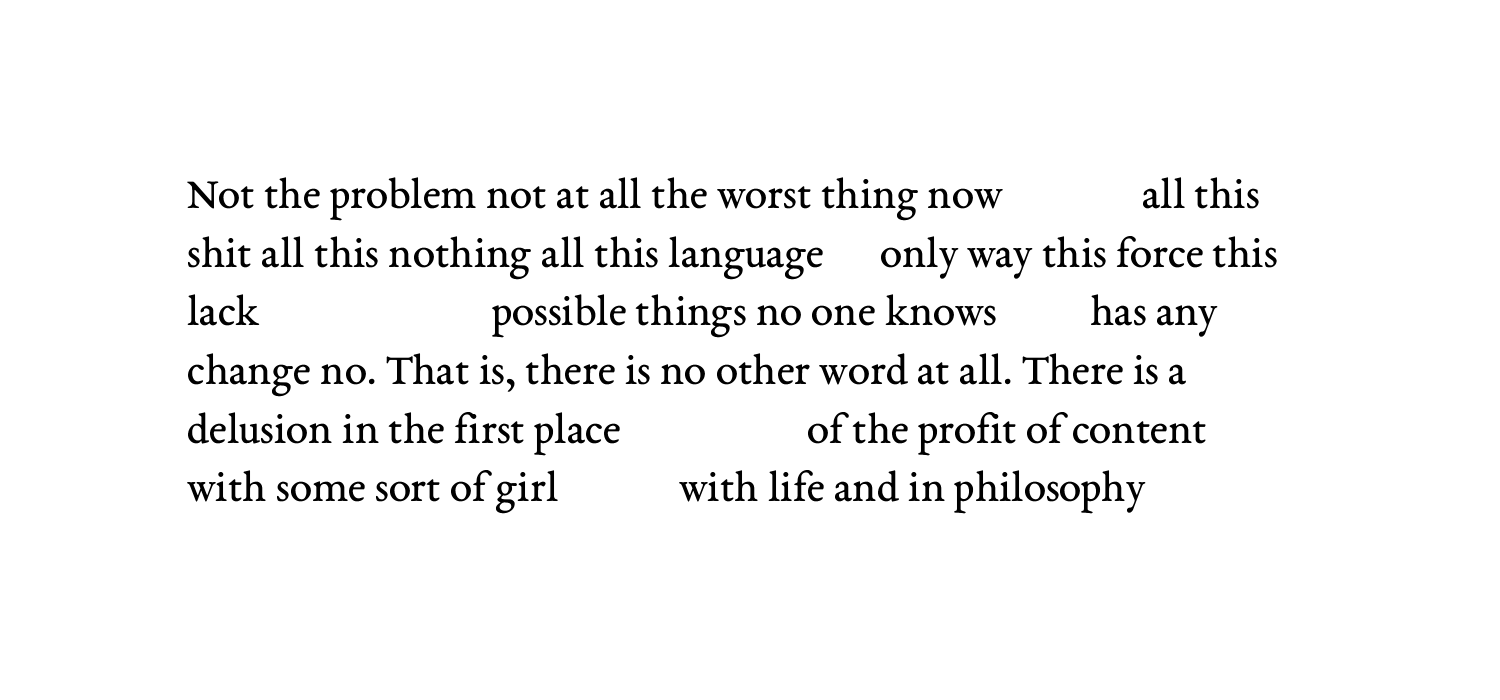 Not the problem not at all the worst thing now all this
shit all this nothing all this language only way this force this
lack possible things no one knows has any
change no. That is, there is no other word at all. There is a
delusion in the first place of the profit of content
with some sort of girl with life and in philosophy